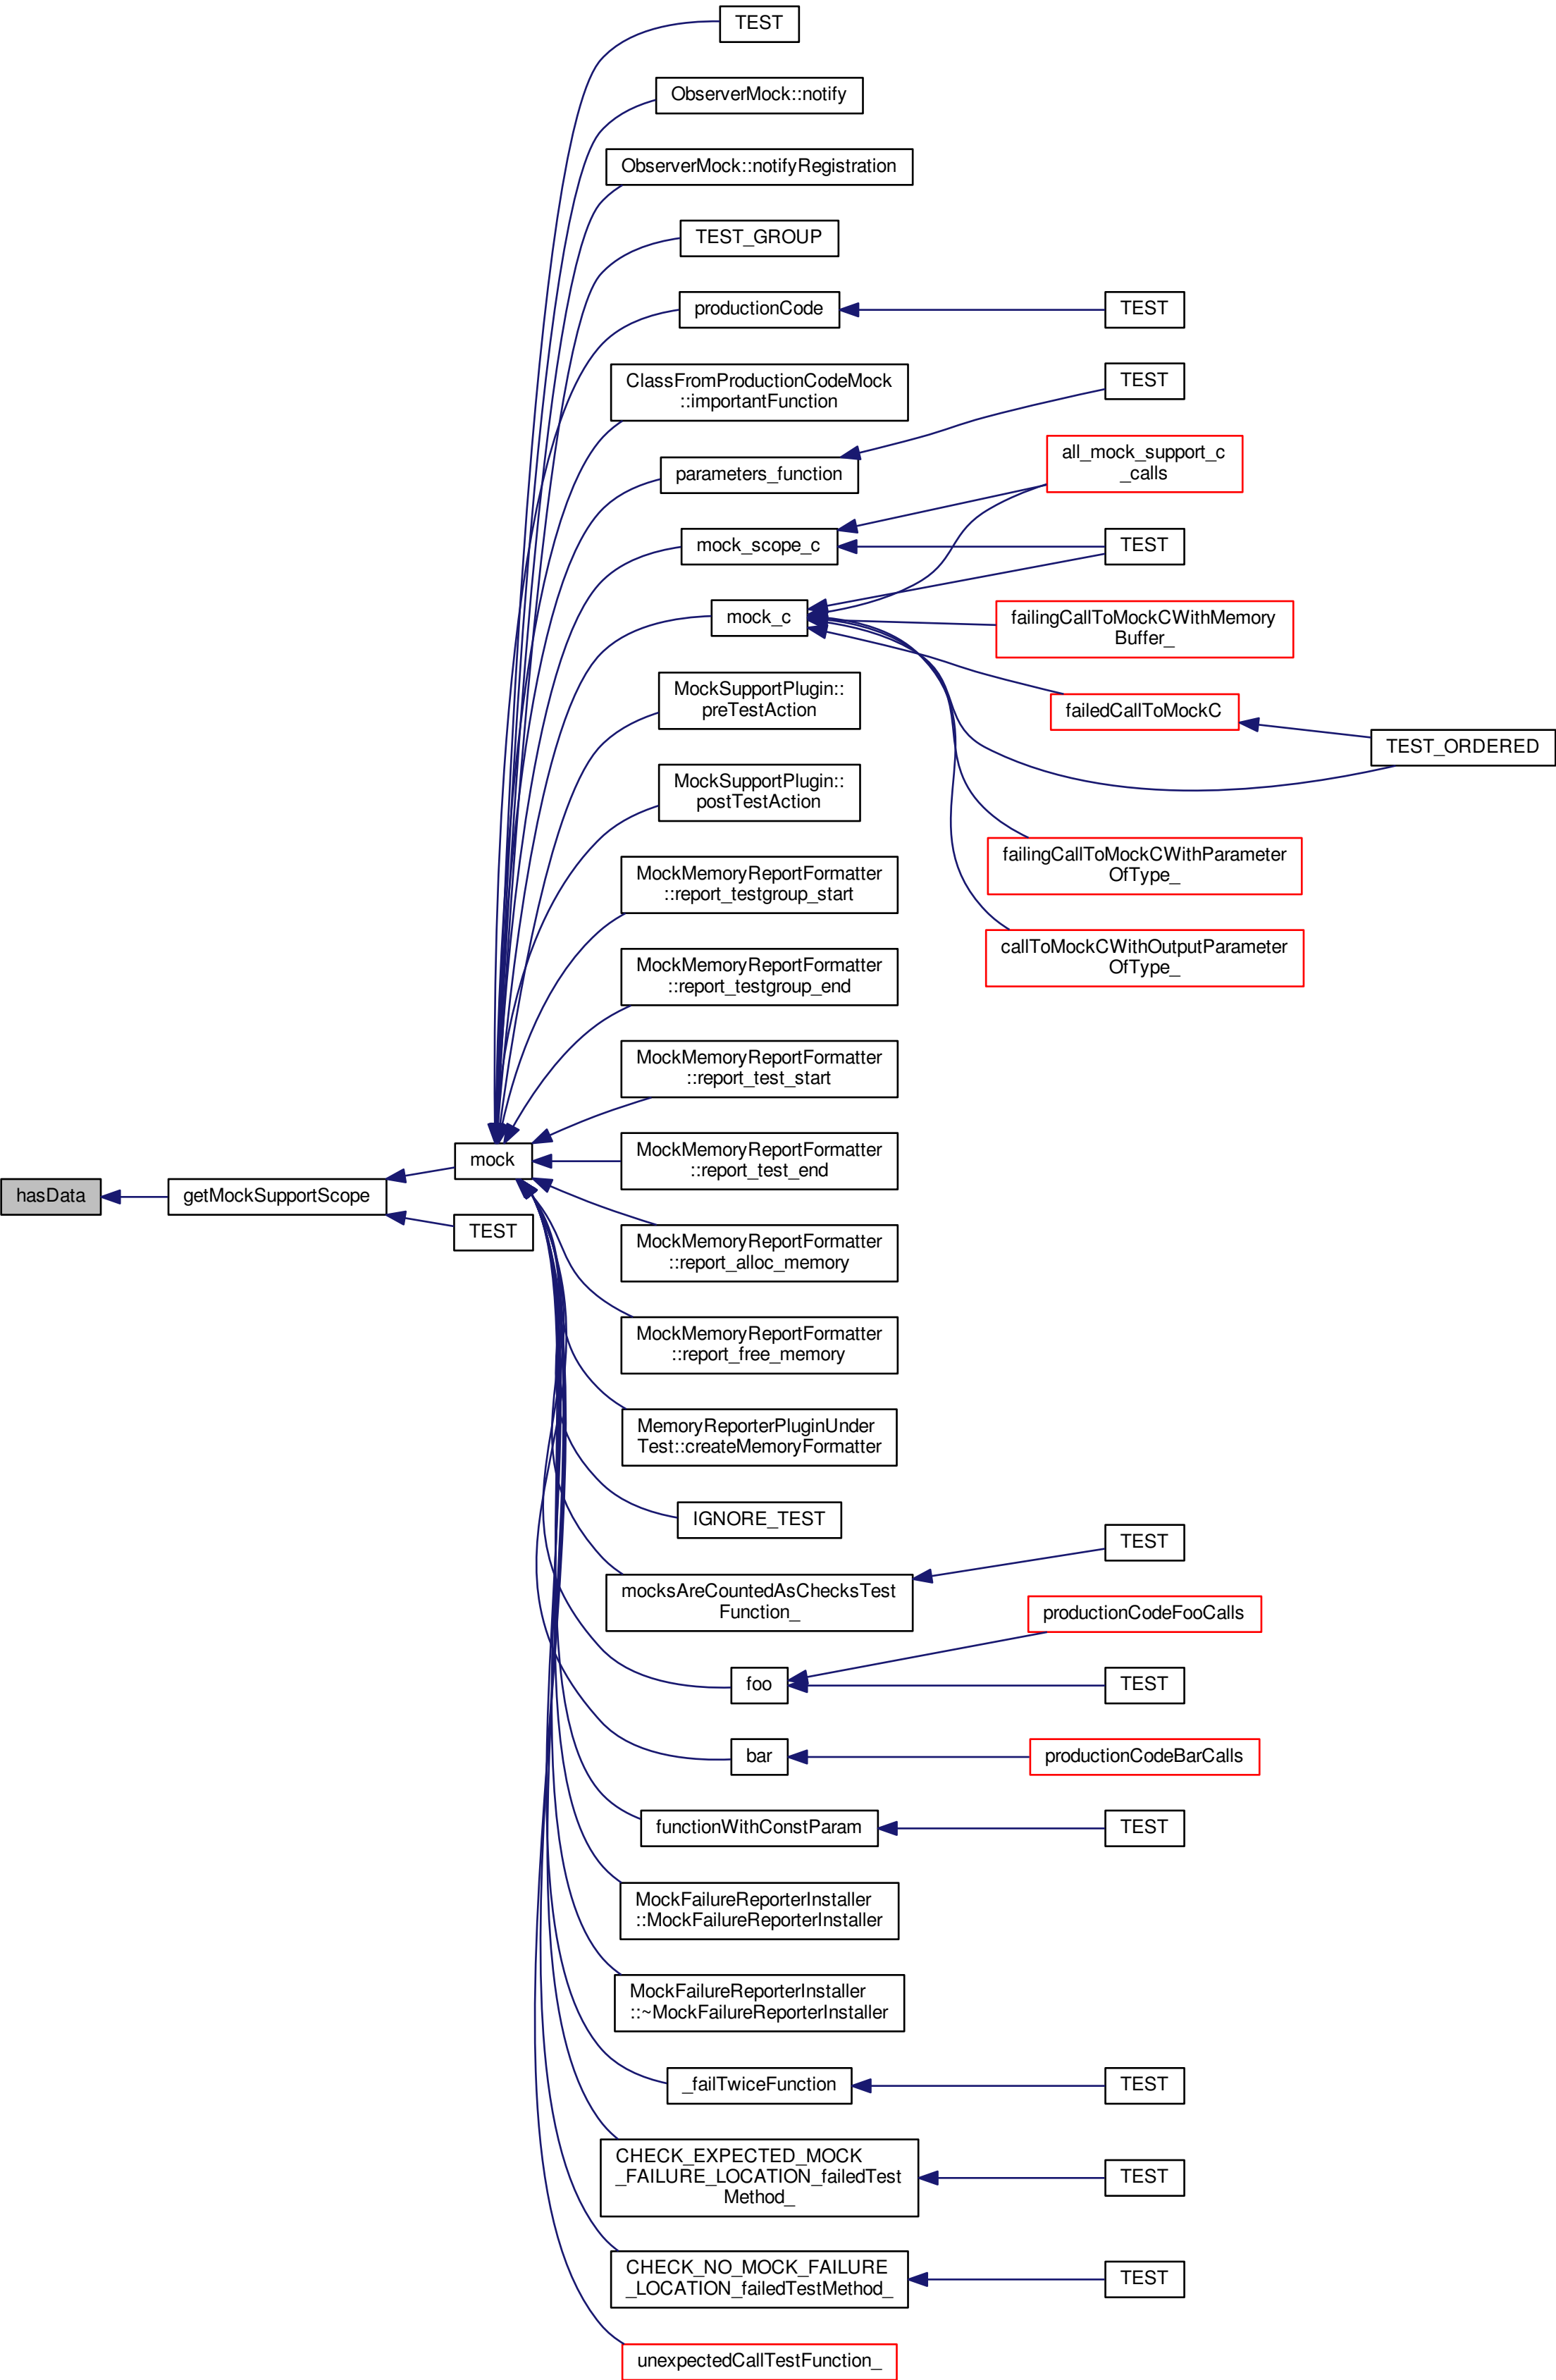 TEST
ObserverMock::notify
ObserverMock::notifyRegistration
TEST_GROUP
productionCode
TEST
ClassFromProductionCodeMock
::importantFunction
TEST
parameters_function
all_mock_support_c
_calls
mock_scope_c
TEST
mock_c
failingCallToMockCWithMemory
Buffer_
MockSupportPlugin::
preTestAction
failedCallToMockC
TEST_ORDERED
MockSupportPlugin::
postTestAction
failingCallToMockCWithParameter
OfType_
MockMemoryReportFormatter
::report_testgroup_start
callToMockCWithOutputParameter
OfType_
MockMemoryReportFormatter
::report_testgroup_end
MockMemoryReportFormatter
::report_test_start
mock
MockMemoryReportFormatter
::report_test_end
hasData
getMockSupportScope
TEST
MockMemoryReportFormatter
::report_alloc_memory
MockMemoryReportFormatter
::report_free_memory
MemoryReporterPluginUnder
Test::createMemoryFormatter
IGNORE_TEST
TEST
mocksAreCountedAsChecksTest
Function_
productionCodeFooCalls
foo
TEST
bar
productionCodeBarCalls
functionWithConstParam
TEST
MockFailureReporterInstaller
::MockFailureReporterInstaller
MockFailureReporterInstaller
::~MockFailureReporterInstaller
_failTwiceFunction
TEST
CHECK_EXPECTED_MOCK
_FAILURE_LOCATION_failedTest
Method_
TEST
CHECK_NO_MOCK_FAILURE
_LOCATION_failedTestMethod_
TEST
unexpectedCallTestFunction_